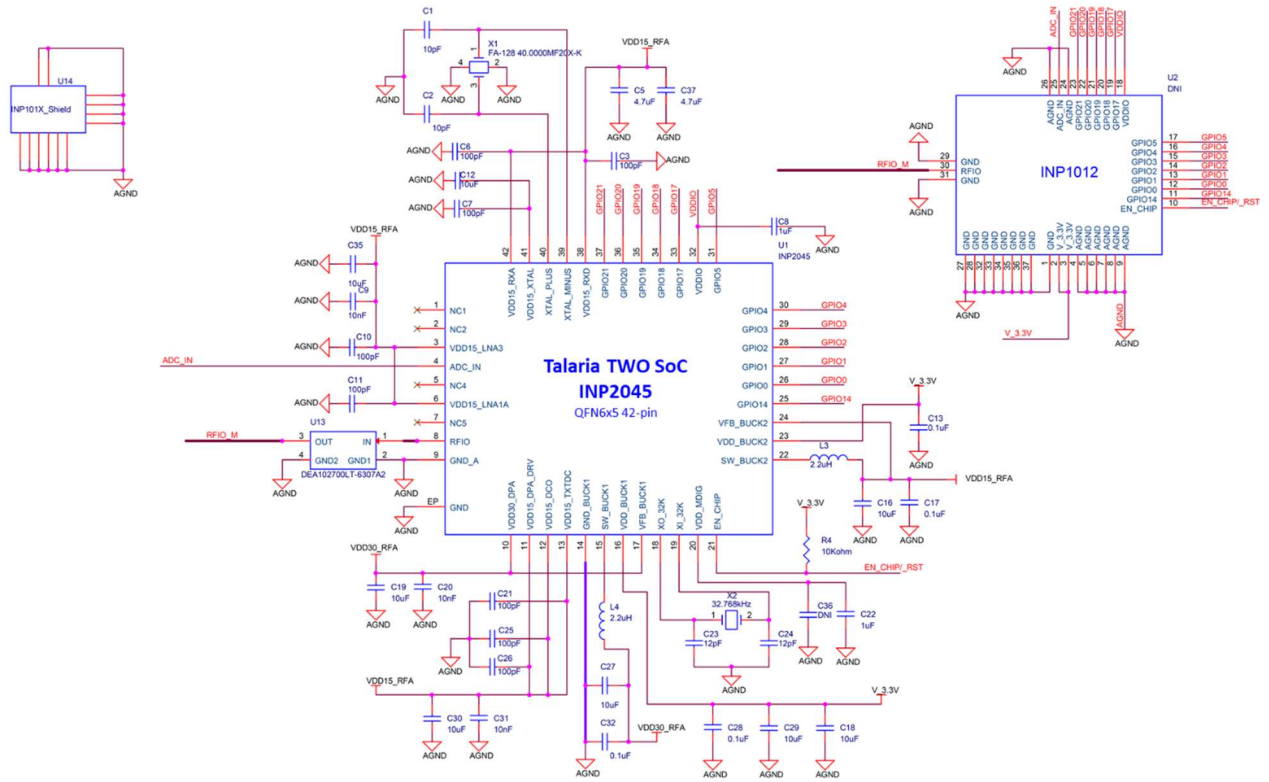 U14
INP101X_Shield
AGND
C1
10pF
X1
FA-128 40.0000MF20X-K
1
4
2
3
AGND
AGND
AGND
C2
10pF
VDD15_RFA
C5
4.7uF
C37
4.7uF
AGND
AGND
AGND
C6
100pF
C3
100pF
AGND
AGND
C12
10uF
AGND
C7
100pF
GPIO21
GPIO20
GPIO19
GPIO18
GPIO17
VDDIO
GPIO5
C8
1uF
AGND
U1
INP2045
42
41
40
39
38
37
36
35
34
33
32
31
VDD15_RXA
VDD15_XTAL
XTAL_PLUS
XTAL_MINUS
VDD15_RXD
GPIO21
GPIO20
GPIO19
GPIO18
GPIO17
VDDIO
GPIO5
VDD15_RFA
AGND
C35
10uF
AGND
C9
10nF
AGND
C10
100pF
ADC_IN
AGND
C11
100pF
U13
RFIO_M
3
OUT
IN
1
4
GND2
GND1
2
DEA102700LT-6307A2
AGND
AGND
1
NC1
2
NC2
3
VDD15_LNA3
4
ADC_IN
5
NC4
6
VDD15_LNA1A
7
NC5
8
RFIO
9
GND_A
EP
GND
AGND
Talaria TWO SoC
INP2045
QFN6x5 42-pin
GPIO4
30
GPIO4
GPIO3
29
GPIO3
GPIO2
28
GPIO2
GPIO1
27
GPIO1
GPIO0
26
GPIO0
GPIO14
25
GPIO14
VFB_BUCK2
24
VDD_BUCK2
23
SW_BUCK2
22
V_3.3V
C13
0.1uF
AGND
L3
2.2uH
VDD15_RFA
C16
10uF
C17
0.1uF
AGND
AGND
VDD30_DPA
VDD15_DPA_DRV
VDD15_DCO
VDD15_TXTDC
GND_BUCK1
SW_BUCK1
VDD_BUCK1
VFB_BUCK1
XO_32K
XI_32K
VDD_MDIG
EN_CHIP
10
11
12
13
14
15
16
17
18
19
20
21
V_3.3V
R4
10Kohm
EN_CHIP/_RST
VDD30_RFA
C19
10uF
C20
10nF
AGND
AGND
C21
100pF
C25
100pF
C26
100pF
AGND
L4
2.2uH
X2
32.768kHz
1
2
C23
12pF
C24
12pF
AGND
C36
DNI
C22
1uF
AGND
AGND
VDD15_RFA
C30
10uF
C31
10nF
AGND
AGND
C27
10uF
C32
0.1uF
VDD30_RFA
AGND
V_3.3V
C28
0.1uF
C29
10uF
C18
10uF
AGND
AGND
AGND
ADC_IN
GPIO21
GPIO20
GPIO19
GPIO18
GPIO17
VDDIO
AGND
26
25
24
23
22
21
20
19
18
U2
DNI
AGND
ADC_IN
AGND
GPIO21
GPIO20
GPIO19
GPIO18
GPIO17
VDDIO
AGND
29
GND
RFIO_M
30
RFIO
31
GND
AGND
INP1012
GPIO5
17
GPIO5
GPIO4
16
GPIO4
GPIO3
15
GPIO3
GPIO2
14
GPIO2
GPIO1
13
GPIO1
GPIO0
12
GPIO0
GPIO14
11
GPIO14
EN_CHIP
10
EN_CHIP/_RST
GND
GND
GND
GND
GND
GND
GND
GND
V_3.3V
V_3.3V
AGND
AGND
AGND
AGND
AGND
27
28
32
33
34
35
36
37
1
2
3
4
5
6
7
8
9
AGND
V_3.3V
AGND
AGND